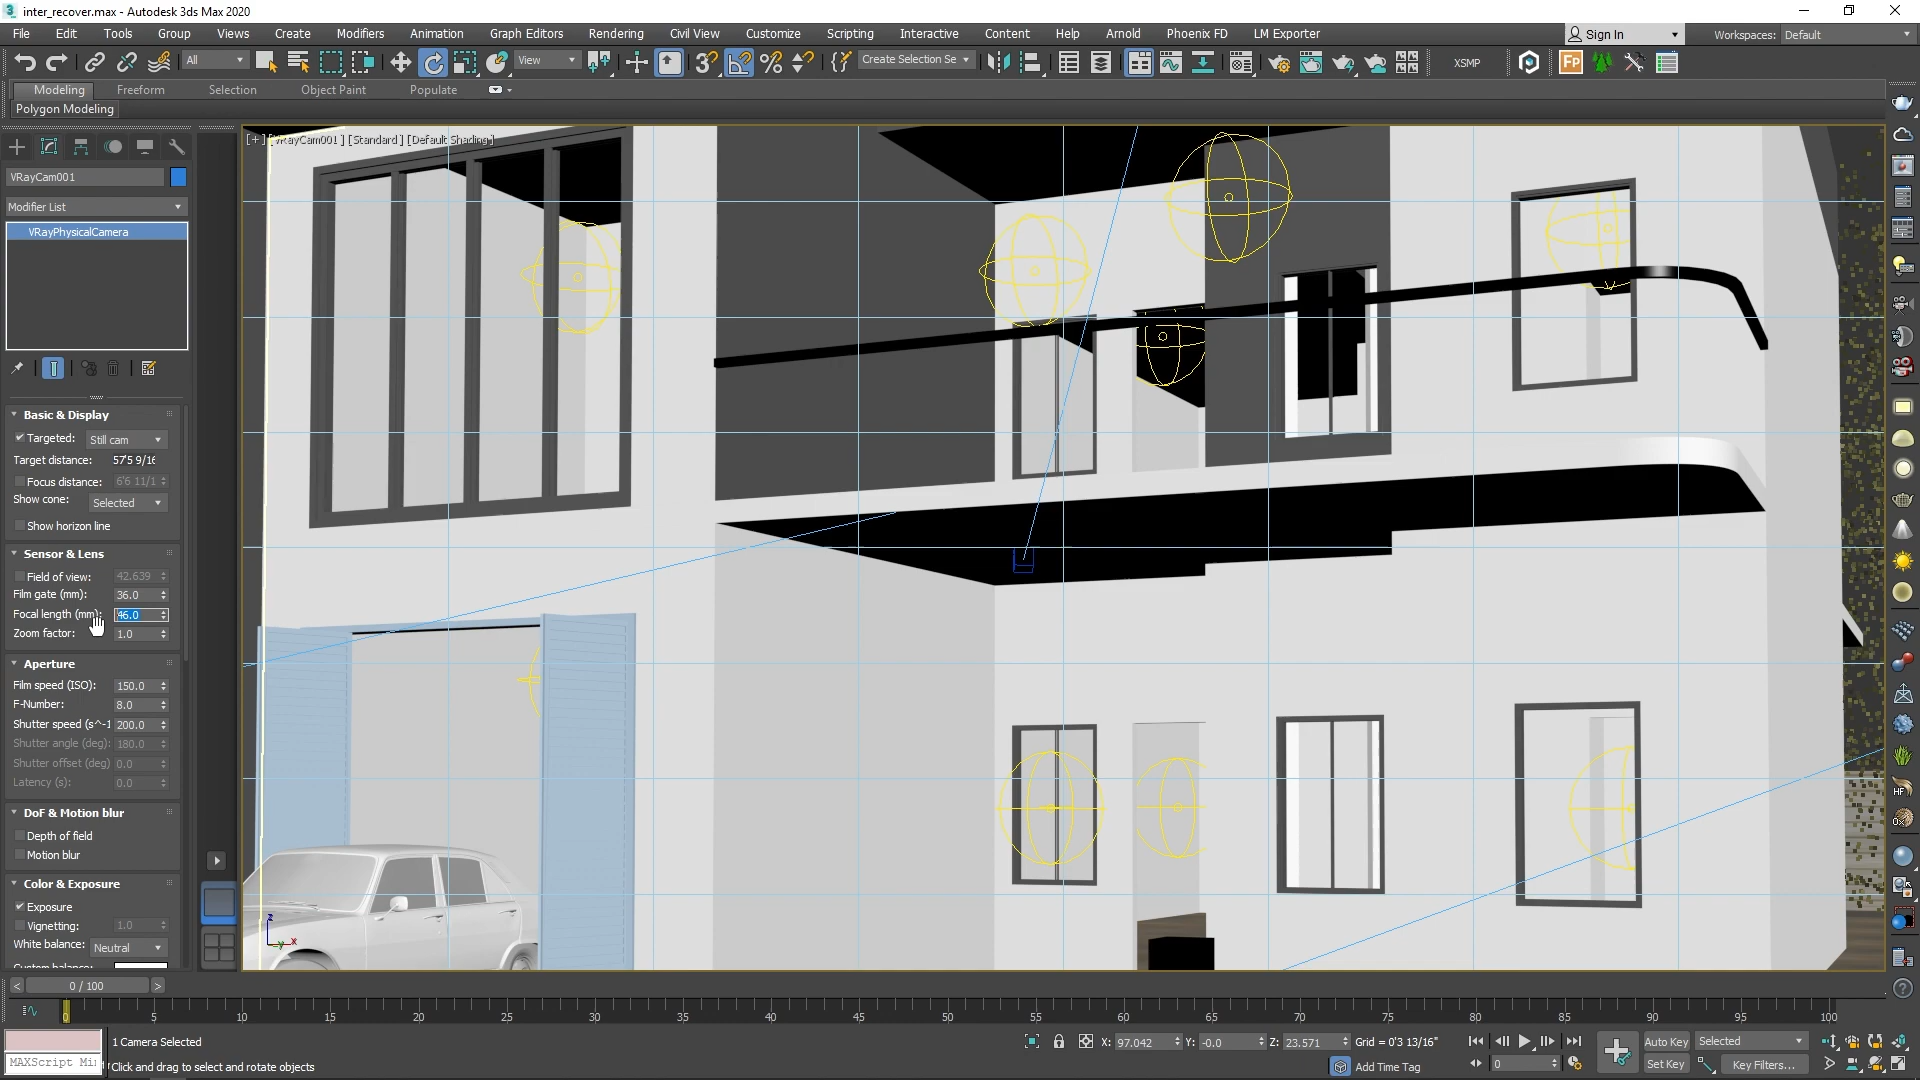 inter_recover.max - Autodesk 3ds Max 2020
File Edit Tools Group Views Create Modifiers Animation Graph Editors Rendering Civil View Customize Scripting Interactive Content Help Arnold Phoenix FD LM Exporter
Sign In
Workspaces: Default
All
View
Create Selection Se
XSMP
Modeling Freeform Selection Object Paint Populate
Polygon Modeling
VRayCam001
Modifier List
VRayPhysicalCamera
Basic & Display
Targeted: Still cam
Target distance: 57'5 9/16
Focus distance: 6'6 11/1
Show cone: Selected
Show horizon line
Sensor & Lens
Field of view: 42.639
Film gate (mm): 36.0
Focal length (mm): 46.0
Zoom factor: 1.0
Aperture
Film speed (ISO): 150.0
F-Number: 8.0
Shutter speed (s^-1 200.0
Shutter angle (deg): 180.0
Shutter offset (deg) 0.0
Latency (s): 0.0
DoF & Motion blur
Depth of field
Motion blur
Color & Exposure
Exposure
Vignetting: 1.0
White balance: Neutral
[+] [VRayCam001 ] [Standard ] [Default Shading ]
z
y x
HF
< 0 / 100 >
0 5 10 15 20 25 30 35 40 45 50 55 60 65 70 75 80 85 90 95 100
MAXScript Mi
1 Camera Selected
Click and drag to select and rotate objects
X: 97.042 Y: -0.0 Z: 23.571 Grid = 0'3 13/16"
Add Time Tag
0
Auto Key Selected
Set Key Key Filters...